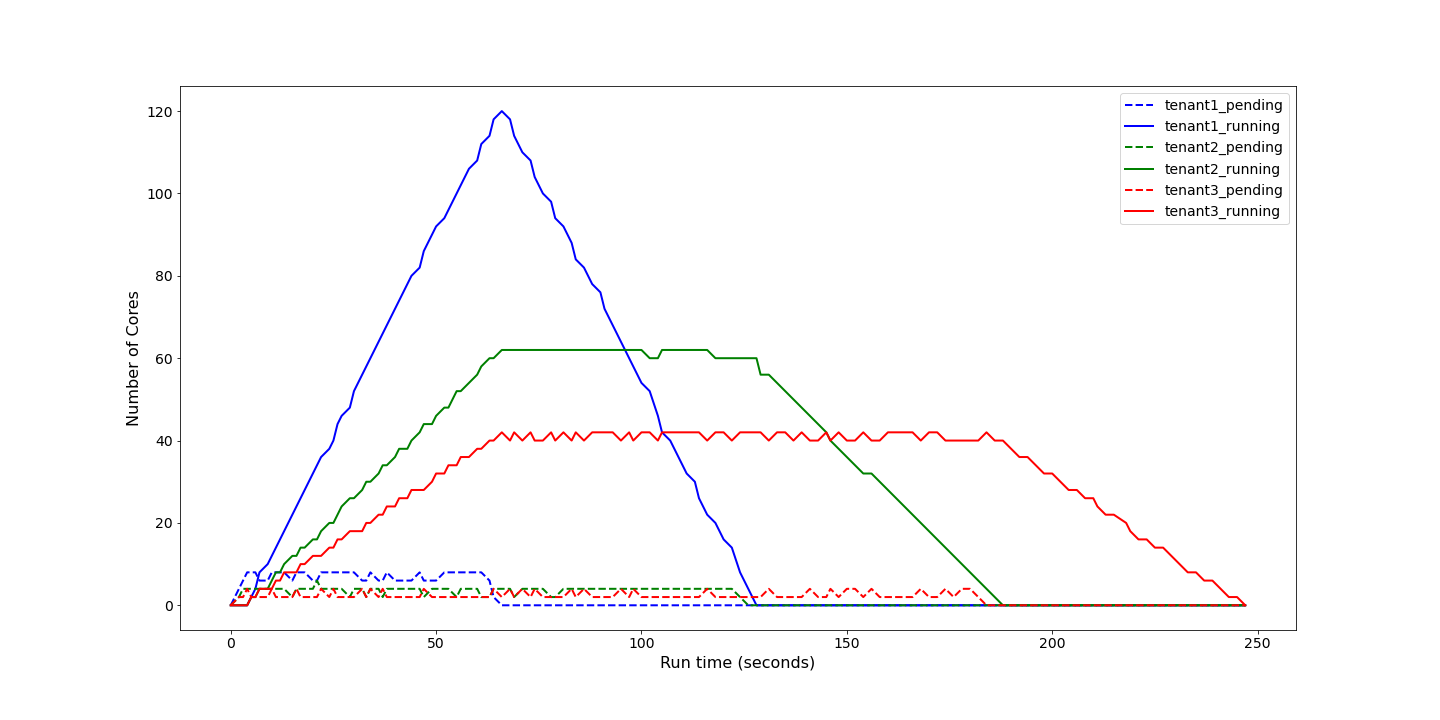 120
100
80
60
40
20
0
Number of Cores
tenant1_pending
tenant1_running
tenant2_pending
tenant2_running
tenant3_pending
tenant3_running
0 50 100 150 200 250
Run time (seconds)